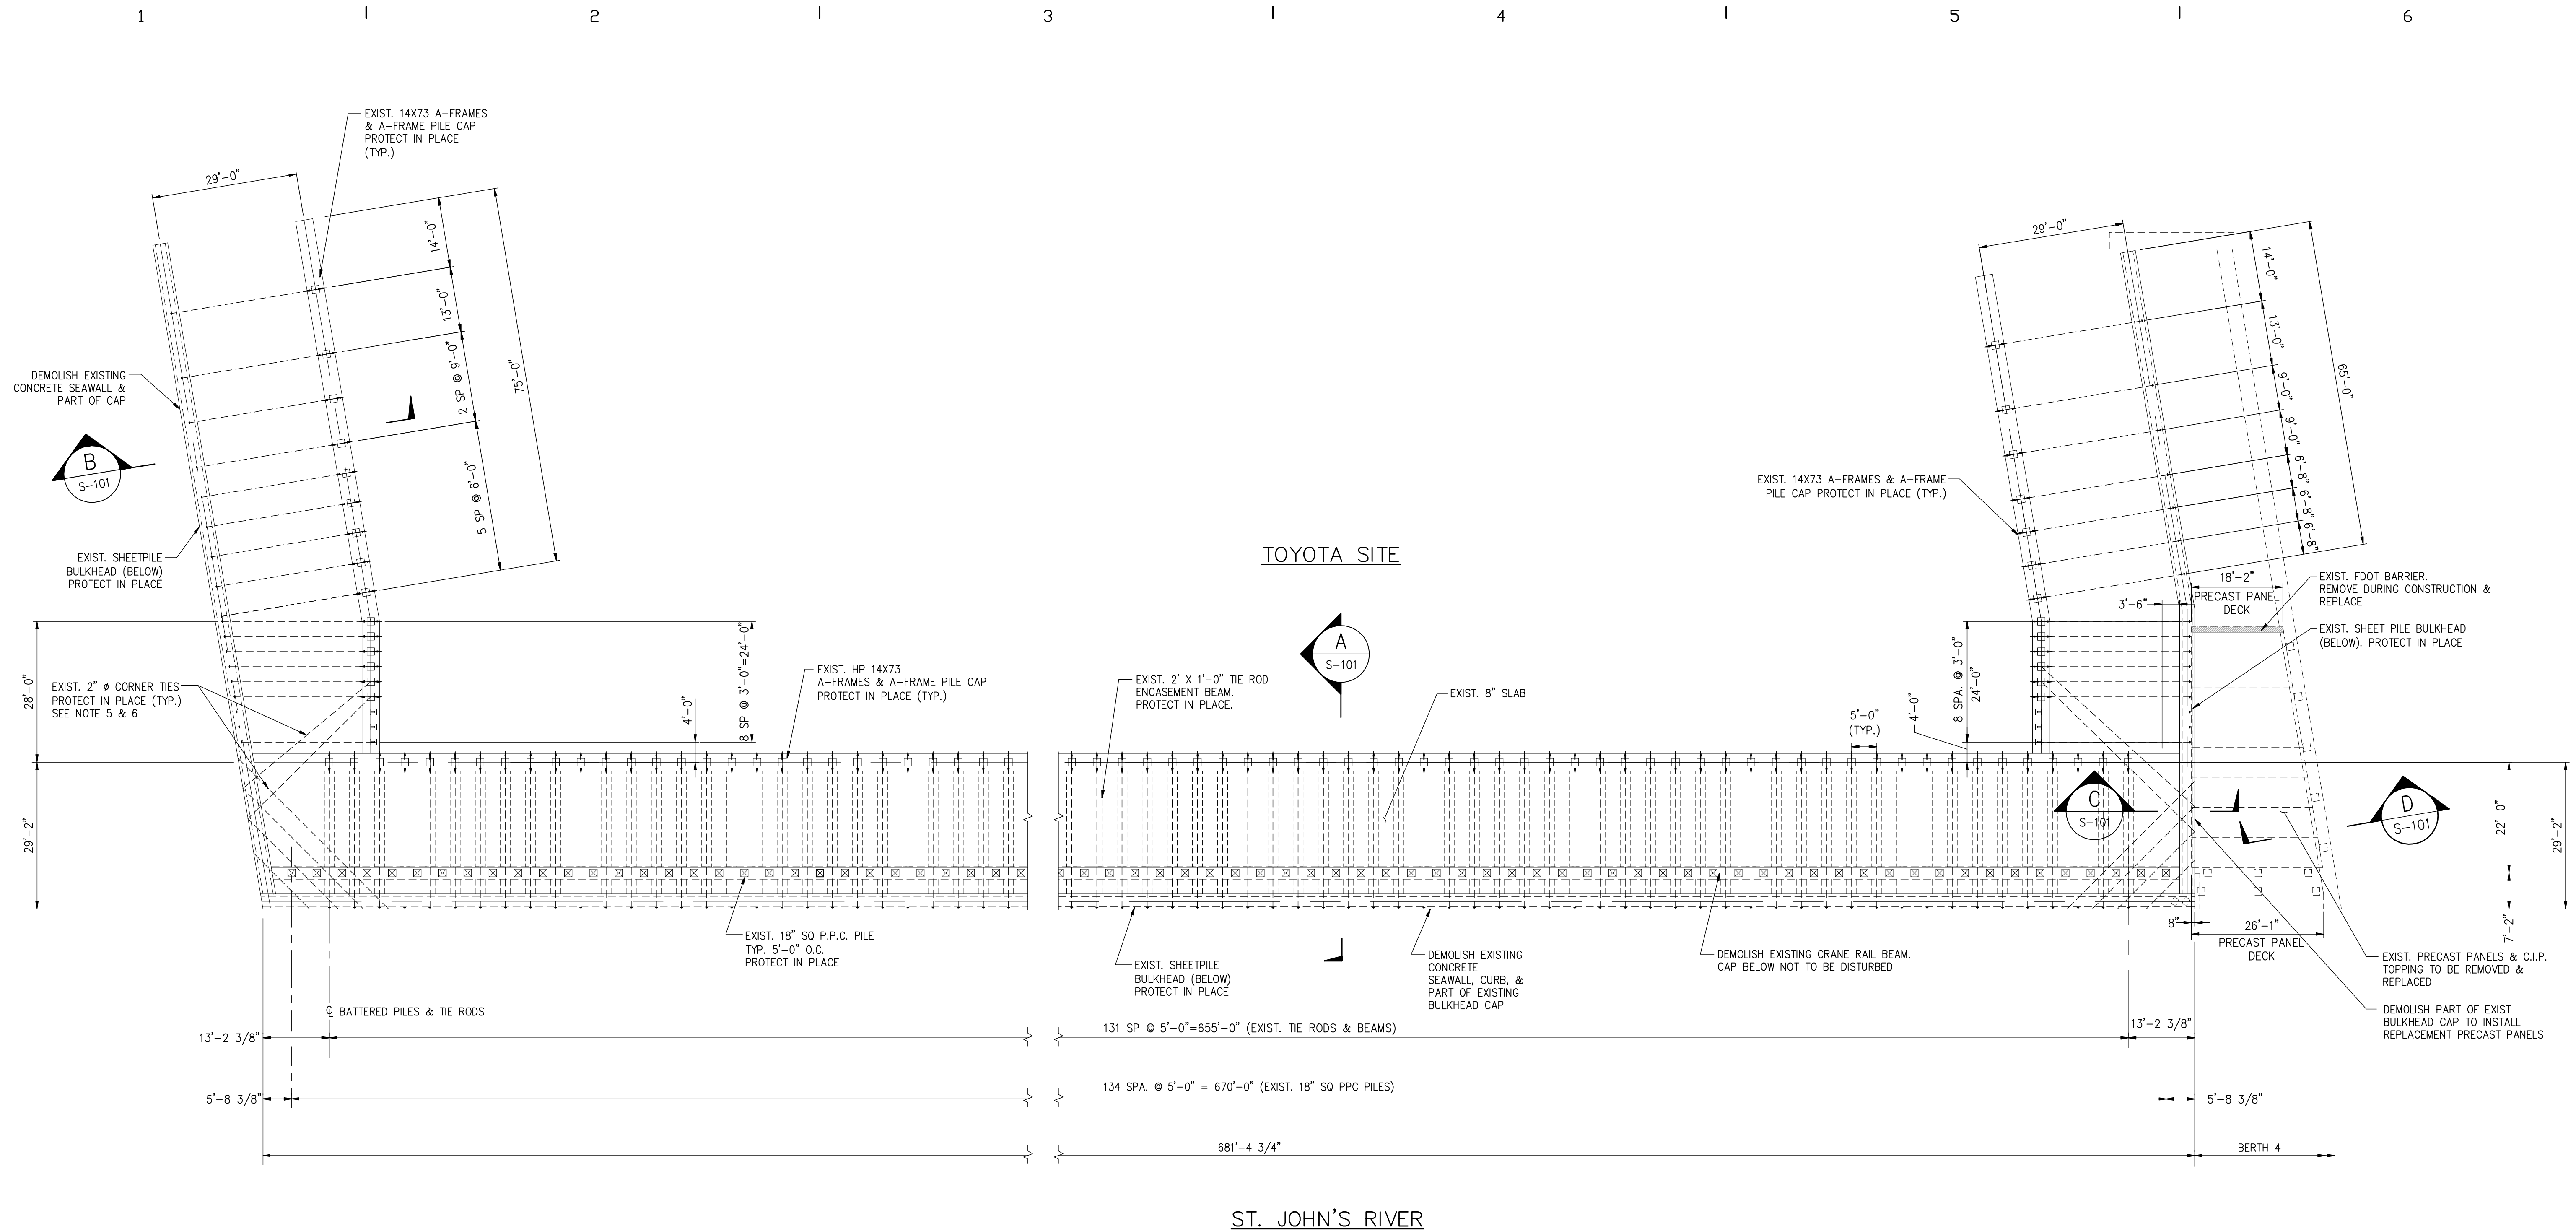 1 2 3 4 5 6
EXIST. 14X73 A-FRAMES
& A-FRAME PILE CAP
PROTECT IN PLACE
(TYP.)
29'-0"
14'-0"
13'-0"
2 SP @ 9'-0"
5 SP @ 6'-0"
75'-0"
DEMOLISH EXISTING
CONCRETE SEAWALL &
PART OF CAP
B
S-101
EXIST. SHEETPILE
BULKHEAD (BELOW)
PROTECT IN PLACE
28'-0"
29'-2"
EXIST. 2" ø CORNER TIES
PROTECT IN PLACE (TYP.)
SEE NOTE 5 & 6
8 SP @ 3'-0"=24'-0"
4'-0"
EXIST. HP 14X73
A-FRAMES & A-FRAME PILE CAP
PROTECT IN PLACE (TYP.)
TOYOTA SITE
A
S-101
EXIST. 2' X 1'-0" TIE ROD
ENCASEMENT BEAM.
PROTECT IN PLACE.
EXIST. 8" SLAB
5'-0"
(TYP.)
4'-0"
8 SPA. @ 3'-0"
24'-0"
EXIST. 14X73 A-FRAMES & A-FRAME
PILE CAP PROTECT IN PLACE (TYP.)
29'-0"
14'-0"
13'-0"
9'-0"
9'-0"
6'-8"
6'-8"
6'-8"
65'-0"
18'-2"
PRECAST PANEL
DECK
3'-6"
EXIST. FDOT BARRIER.
REMOVE DURING CONSTRUCTION &
REPLACE
EXIST. SHEET PILE BULKHEAD
(BELOW). PROTECT IN PLACE
C
S-101
D
S-101
22'-0"
29'-2"
7'-2"
8"
26'-1"
PRECAST PANEL
DECK
EXIST. 18" SQ P.P.C. PILE
TYP. 5'-0" O.C.
PROTECT IN PLACE
EXIST. SHEETPILE
BULKHEAD (BELOW)
PROTECT IN PLACE
DEMOLISH EXISTING
CONCRETE
SEAWALL, CURB, &
PART OF EXISTING
BULKHEAD CAP
DEMOLISH EXISTING CRANE RAIL BEAM.
CAP BELOW NOT TO BE DISTURBED
EXIST. PRECAST PANELS & C.I.P.
TOPPING TO BE REMOVED &
REPLACED
DEMOLISH PART OF EXIST
BULKHEAD CAP TO INSTALL
REPLACEMENT PRECAST PANELS
℄ BATTERED PILES & TIE RODS
13'-2 3/8"
131 SP @ 5'-0"=655'-0" (EXIST. TIE RODS & BEAMS)
13'-2 3/8"
5'-8 3/8"
134 SPA. @ 5'-0" = 670'-0" (EXIST. 18" SQ PPC PILES)
5'-8 3/8"
681'-4 3/4"
BERTH 4
ST. JOHN'S RIVER